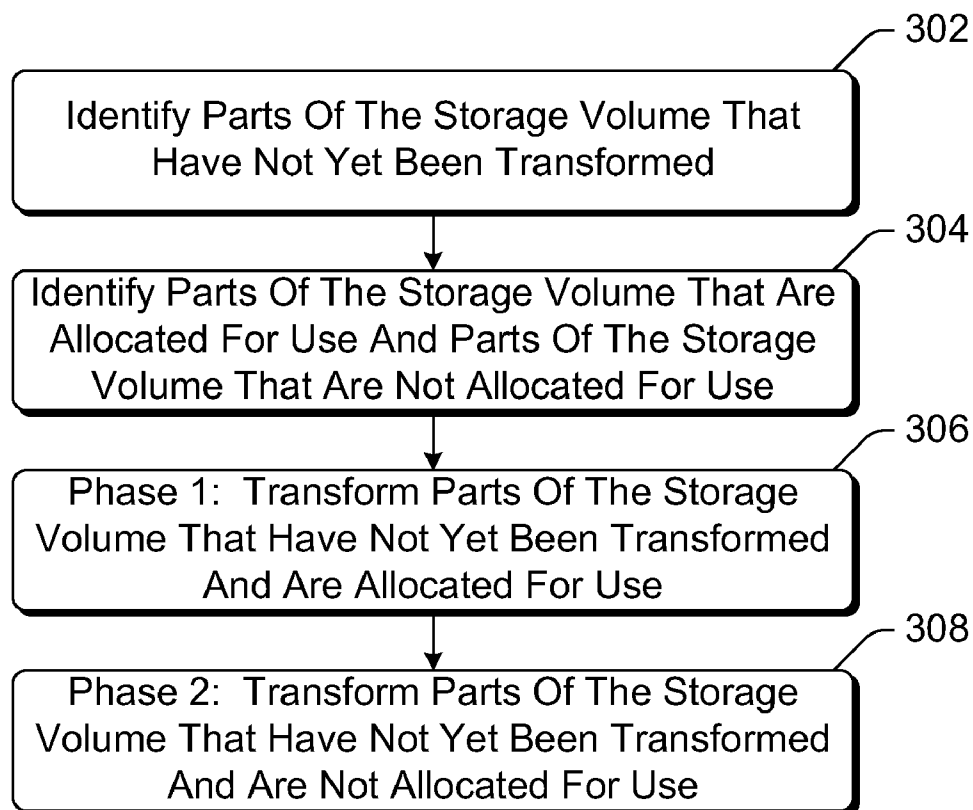 302
Identify Parts Of The Storage Volume That
Have Not Yet Been Transformed
304
Identify Parts Of The Storage Volume That Are
Allocated For Use And Parts Of The Storage
Volume That Are Not Allocated For Use
306
Phase 1:  Transform Parts Of The Storage
Volume That Have Not Yet Been Transformed
And Are Allocated For Use
308
Phase 2:  Transform Parts Of The Storage
Volume That Have Not Yet Been Transformed
And Are Not Allocated For Use